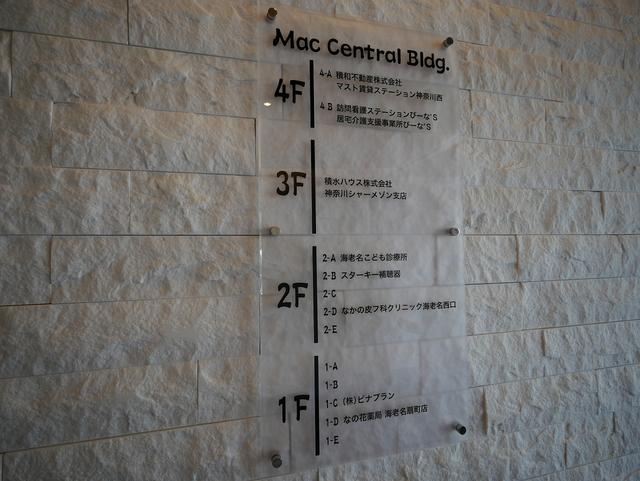 Mac Central Bldg.
4F
4-A 積和不動産株式会社
マスト賃貸ステーション神奈川西
4 B 訪問看護ステーションびーな'S
居宅介護支援事業所びーな'S
3F
積水ハウス株式会社
神奈川シャーメゾン支店
2F
2-A 海老名こども診療所
2-B スターキー補聴器
2-C
2-D なかの皮フ科クリニック海老名西口
2-E
1F
1-A
1-B
1-C (株)ビナプラン
1-D なの花薬局 海老名扇町店
1-E